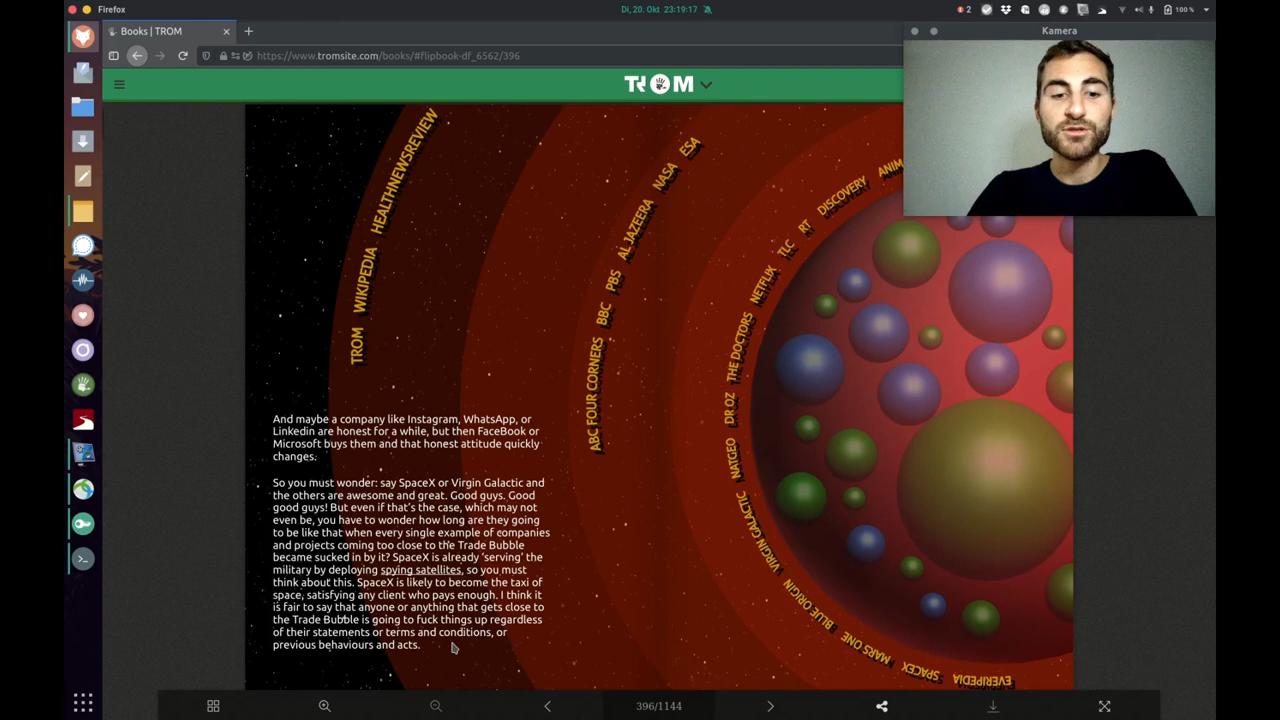 Firefox
Di, 20. Okt 23:19:17
2
100 %
Books | TROM
https://www.tromsite.com/books/#flipbook-df_6562/396
Kamera
TROM
TROM WIKIPEDIA HEALTHNEWSREVIEW
ABC FOUR CORNERS BBC PBS AL JAZEERA NASA ESA
EVERIPEDIA SPACEX MARS ONE BLUE ORIGIN VIRGIN GALACTIC NATGEO DR OZ THE DOCTORS NETFLIX TLC RT DISCOVERY ANIM
And maybe a company like Instagram, WhatsApp, or
Linkedin are honest for a while, but then FaceBook or
Microsoft buys them and that honest attitude quickly
changes.
So you must wonder: say SpaceX or Virgin Galactic and
the others are awesome and great. Good guys. Good
good guys! But even if that's the case, which may not
even be, you have to wonder how long are they going
to be like that when every single example of companies
and projects coming too close to the Trade Bubble
became sucked in by it? SpaceX is already 'serving' the
military by deploying spying satellites, so you must
think about this. SpaceX is likely to become the taxi of
space, satisfying any client who pays enough. I think it
is fair to say that anyone or anything that gets close to
the Trade Bubble is going to fuck things up regardless
of their statements or terms and conditions, or
previous behaviours and acts.
396/1144